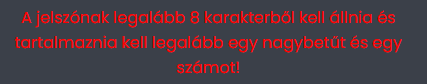 A jelszónak legalább 8 karakterből kell állnia és
tartalmaznia kell legalább egy nagybetűt és egy
számot!